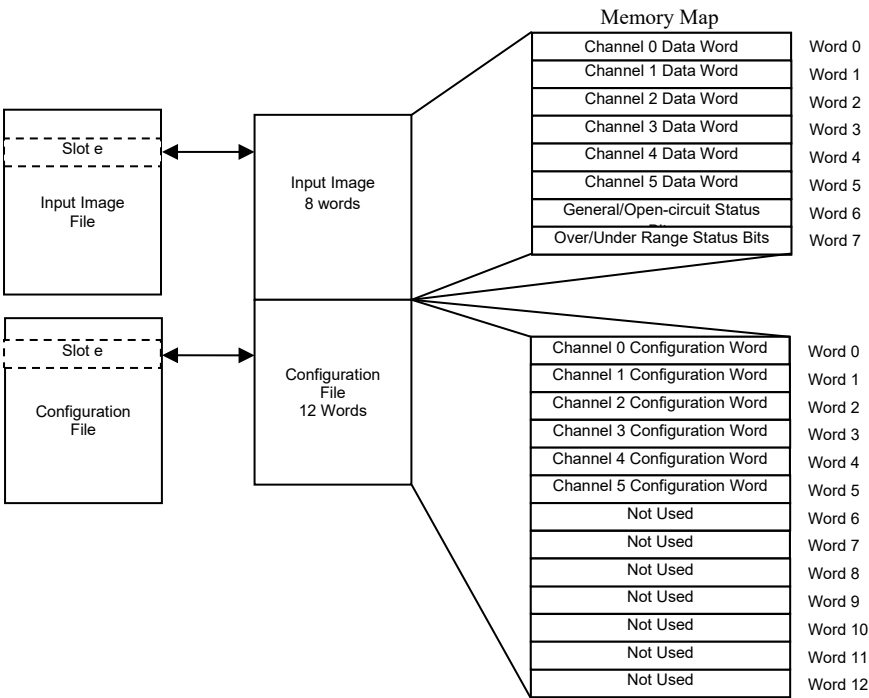 Memory Map
Slot e
Input Image
File
Slot e
Configuration
File
Input Image
8 words
Configuration
File
12 Words
Channel 0 Data Word Word 0
Channel 1 Data Word Word 1
Channel 2 Data Word Word 2
Channel 3 Data Word Word 3
Channel 4 Data Word Word 4
Channel 5 Data Word Word 5
General/Open-circuit Status Word 6
Over/Under Range Status Bits Word 7
Channel 0 Configuration Word Word 0
Channel 1 Configuration Word Word 1
Channel 2 Configuration Word Word 2
Channel 3 Configuration Word Word 3
Channel 4 Configuration Word Word 4
Channel 5 Configuration Word Word 5
Not Used Word 6
Not Used Word 7
Not Used Word 8
Not Used Word 9
Not Used Word 10
Not Used Word 11
Not Used Word 12